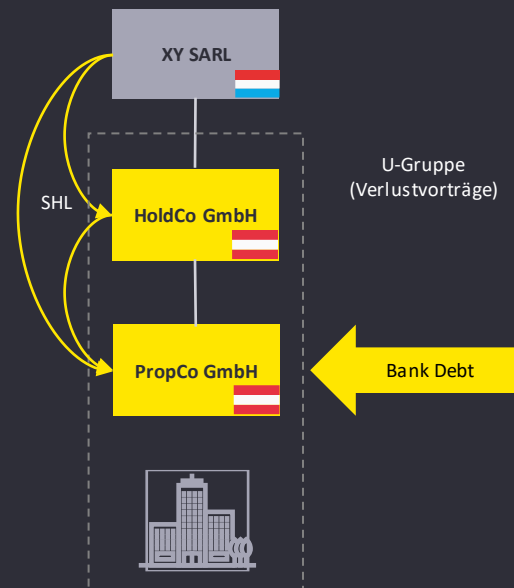 XY SARL
U-Gruppe
(Verlustvorträge)
SHL
HoldCo GmbH
PropCo GmbH
Bank Debt